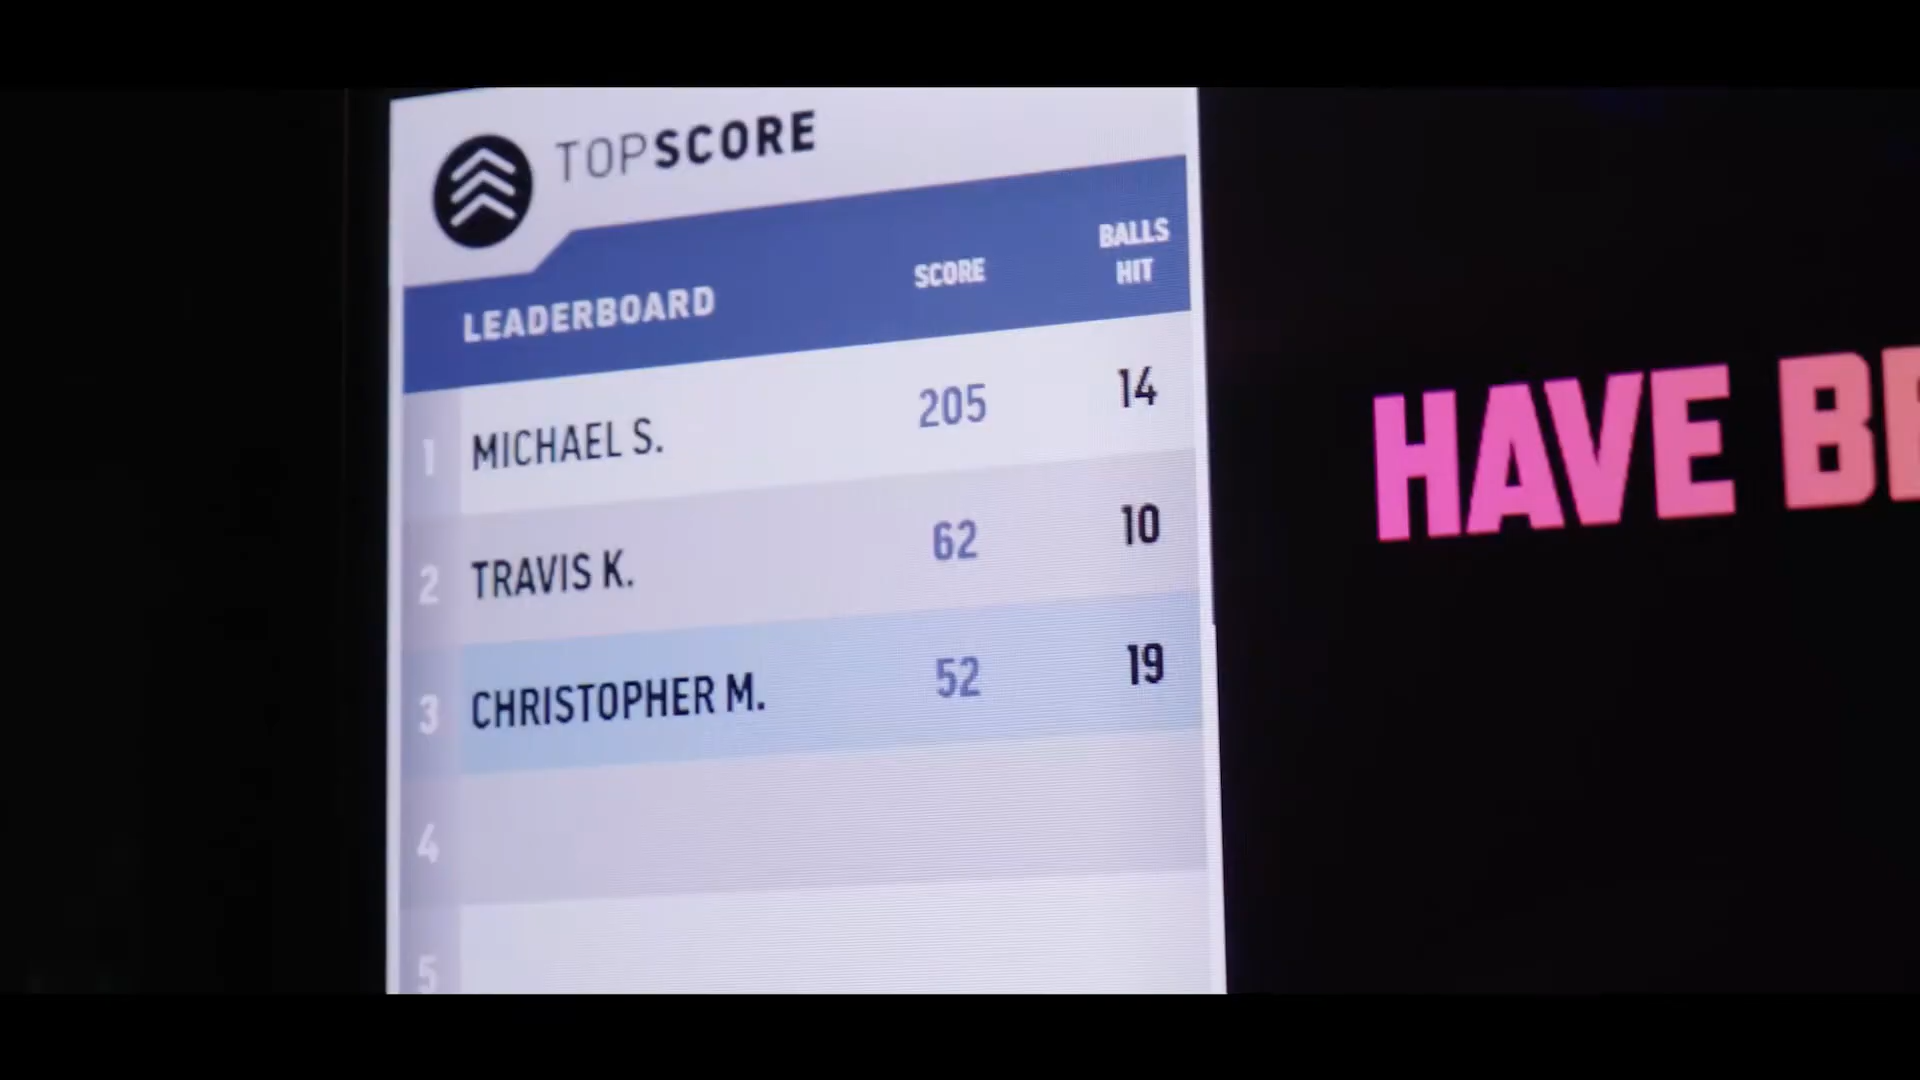 TOPSCORE
LEADERBOARD SCORE BALLS HIT
1 MICHAEL S. 205 14
2 TRAVIS K. 62 10
3 CHRISTOPHER M. 52 19
4
5
HAVE